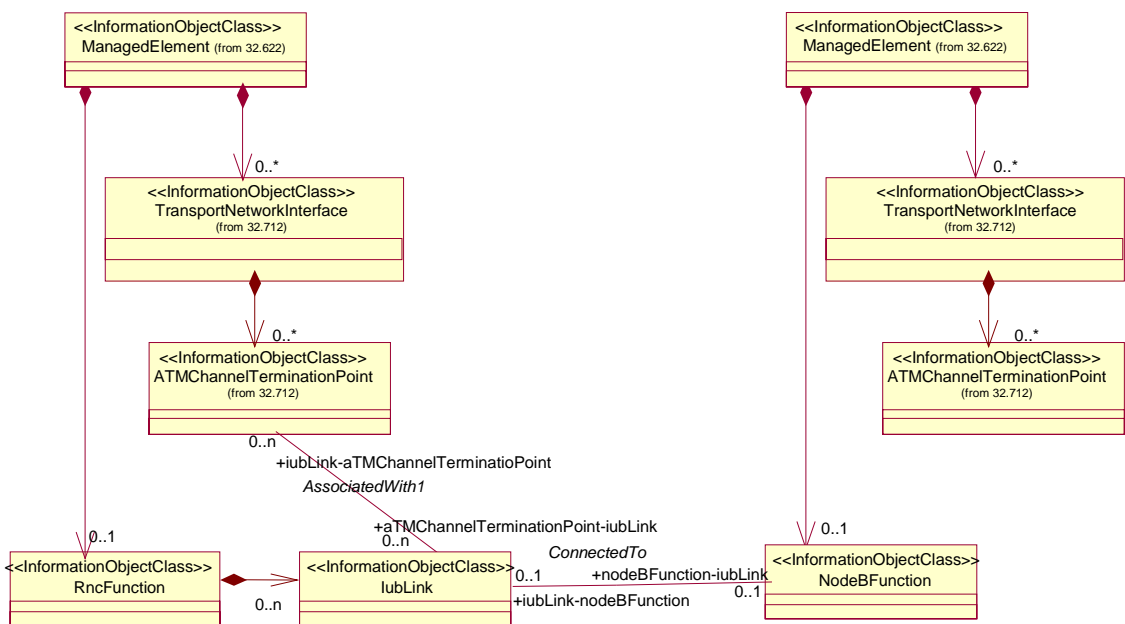 <<InformationObjectClass>>
ManagedElement (from 32.622)
<<InformationObjectClass>>
ManagedElement (from 32.622)
0..*
0..*
<<InformationObjectClass>>
TransportNetworkInterface
(from 32.712)
<<InformationObjectClass>>
TransportNetworkInterface
(from 32.712)
0..*
0..*
<<InformationObjectClass>>
ATMChannelTerminationPoint
(from 32.712)
<<InformationObjectClass>>
ATMChannelTerminationPoint
(from 32.712)
0..n
+iubLink-aTMChannelTerminatioPoint
AssociatedWith1
+aTMChannelTerminationPoint-iubLink
0..n
0..1
0..1
ConnectedTo
<<InformationObjectClass>>
RncFunction
0..n
<<InformationObjectClass>>
IubLink
0..1
+nodeBFunction-iubLink
+iubLink-nodeBFunction
0..1
<<InformationObjectClass>>
NodeBFunction